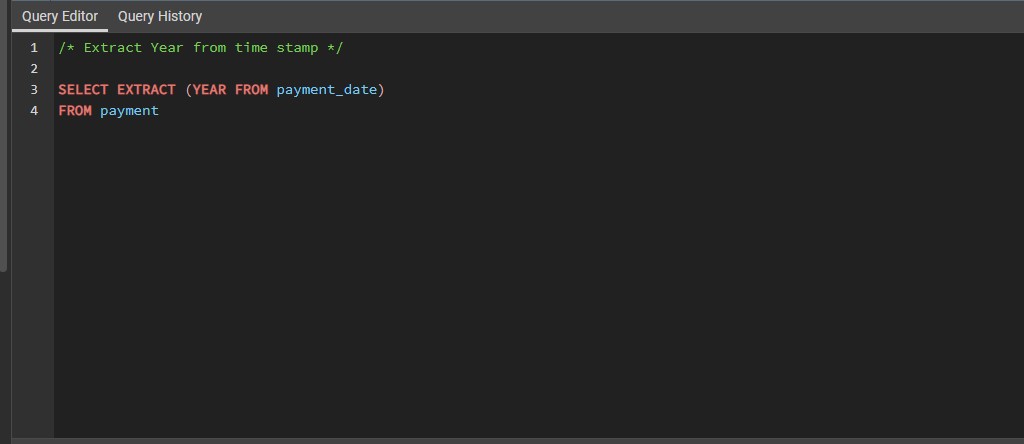 Query Editor Query History
1 /* Extract Year from time stamp */
2
3 SELECT EXTRACT (YEAR FROM payment_date)
4 FROM payment